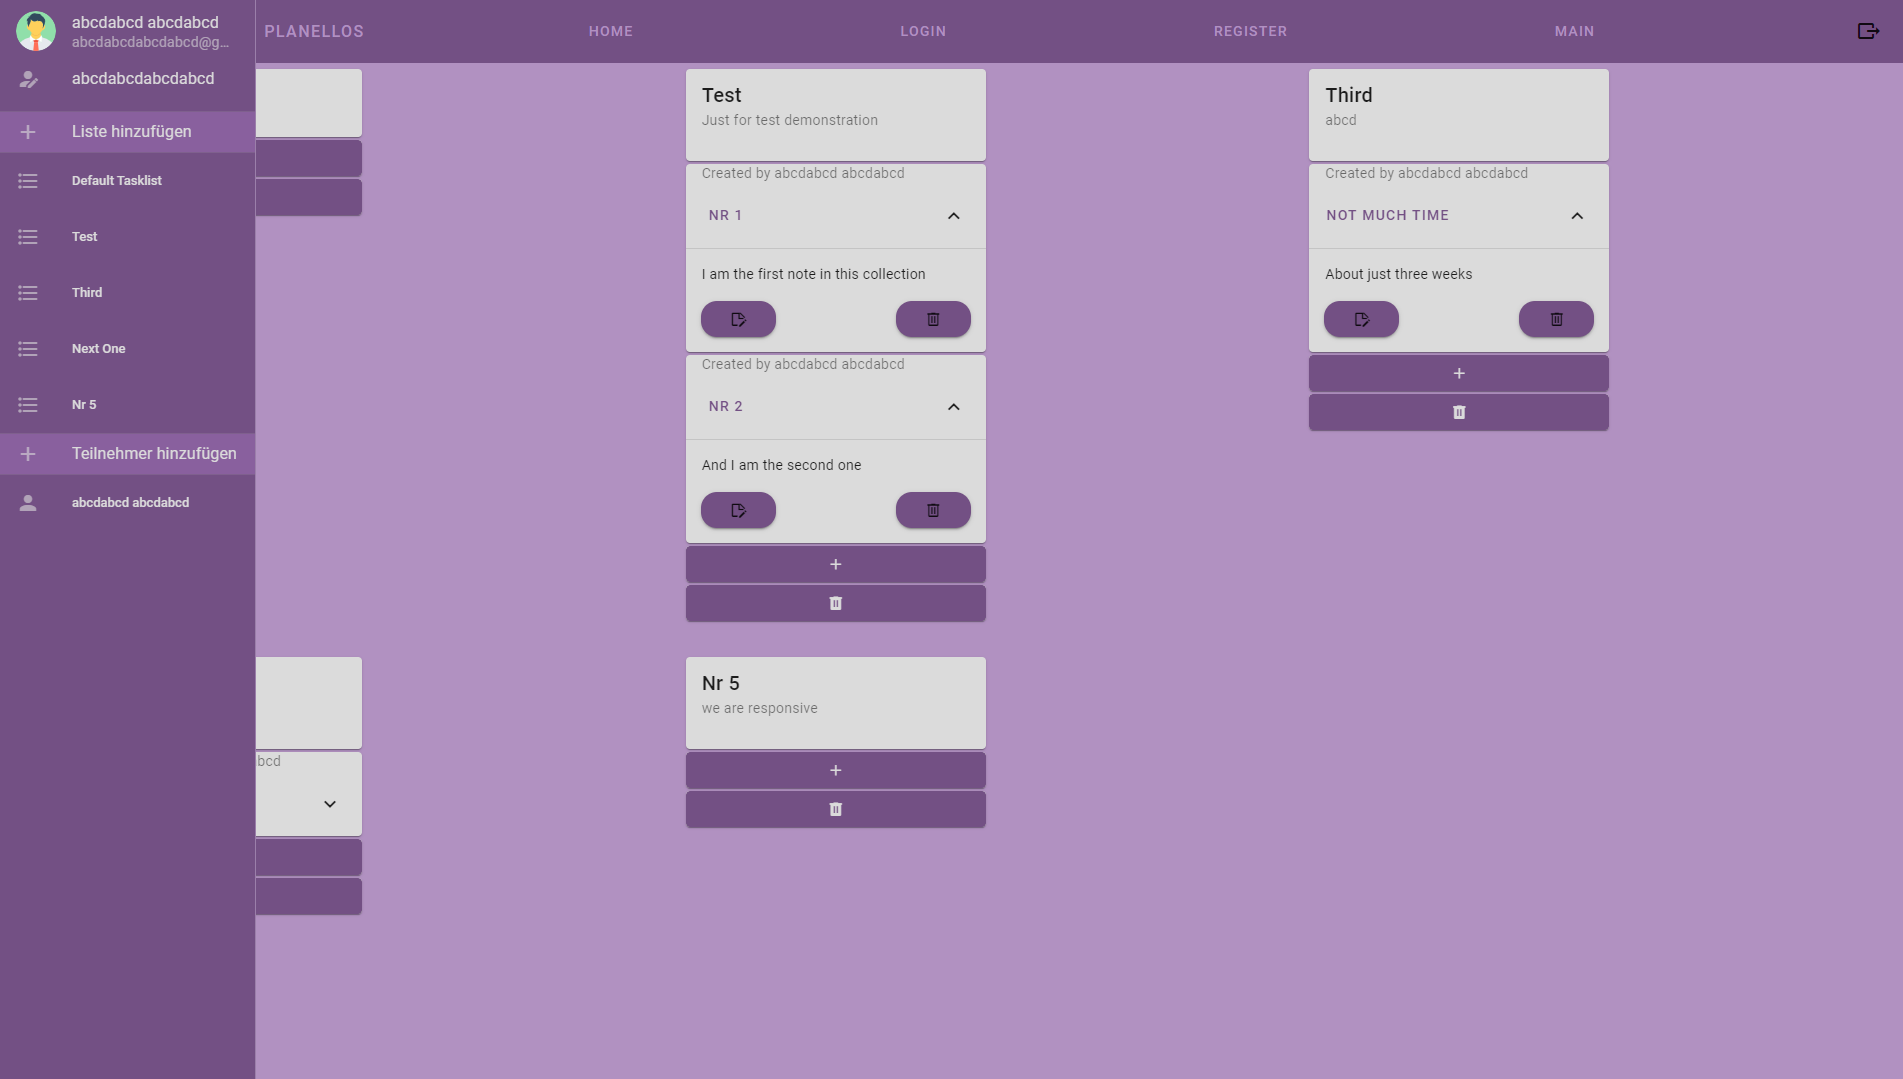 abcdabcd abcdabcd
abcdabcdabcdabcd@g...
abcdabcdabcdabcd
Liste hinzufügen
Default Tasklist
Test
Third
Next One
Nr 5
Teilnehmer hinzufügen
abcdabcd abcdabcd
PLANELLOS
HOME
LOGIN
REGISTER
MAIN
Test
Just for test demonstration
Created by abcdabcd abcdabcd
NR 1
I am the first note in this collection
Created by abcdabcd abcdabcd
NR 2
And I am the second one
Third
abcd
Created by abcdabcd abcdabcd
NOT MUCH TIME
About just three weeks
bcd
Nr 5
we are responsive